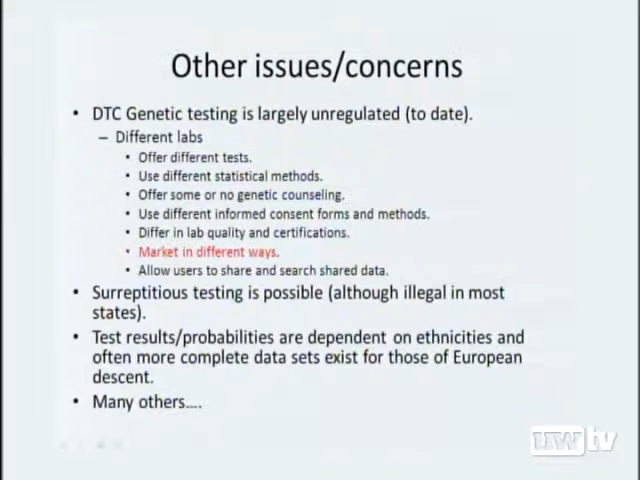 Other issues/concerns
• DTC Genetic testing is largely unregulated (to date).
– Different labs
• Offer different tests.
• Use different statistical methods.
• Offer some or no genetic counseling.
• Use different informed consent forms and methods.
• Differ in lab quality and certifications.
• Market in different ways.
• Allow users to share and search shared data.
• Surreptitious testing is possible (although illegal in most
states).
• Test results/probabilities are dependent on ethnicities and
often more complete data sets exist for those of European
descent.
• Many others....
uwtv